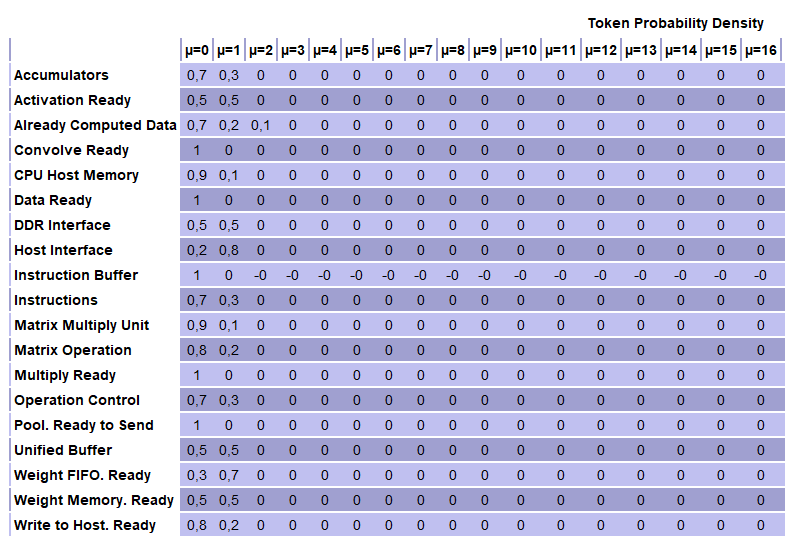 Token Probability Density
µ=0 µ=1 µ=2 µ=3 µ=4 µ=5 µ=6 µ=7 µ=8 µ=9 µ=10 µ=11 µ=12 µ=13 µ=14 µ=15 µ=16
Accumulators 0,7 0,3 0 0 0 0 0 0 0 0 0 0 0 0 0 0 0
Activation Ready 0,5 0,5 0 0 0 0 0 0 0 0 0 0 0 0 0 0 0
Already Computed Data 0,7 0,2 0,1 0 0 0 0 0 0 0 0 0 0 0 0 0 0
Convolve Ready 1 0 0 0 0 0 0 0 0 0 0 0 0 0 0 0 0
CPU Host Memory 0,9 0,1 0 0 0 0 0 0 0 0 0 0 0 0 0 0 0
Data Ready 1 0 0 0 0 0 0 0 0 0 0 0 0 0 0 0 0
DDR Interface 0,5 0,5 0 0 0 0 0 0 0 0 0 0 0 0 0 0 0
Host Interface 0,2 0,8 0 0 0 0 0 0 0 0 0 0 0 0 0 0 0
Instruction Buffer 1 0 -0 -0 -0 -0 -0 -0 -0 -0 -0 -0 -0 -0 -0 -0 -0
Instructions 0,7 0,3 0 0 0 0 0 0 0 0 0 0 0 0 0 0 0
Matrix Multiply Unit 0,9 0,1 0 0 0 0 0 0 0 0 0 0 0 0 0 0 0
Matrix Operation 0,8 0,2 0 0 0 0 0 0 0 0 0 0 0 0 0 0 0
Multiply Ready 1 0 0 0 0 0 0 0 0 0 0 0 0 0 0 0 0
Operation Control 0,7 0,3 0 0 0 0 0 0 0 0 0 0 0 0 0 0 0
Pool. Ready to Send 1 0 0 0 0 0 0 0 0 0 0 0 0 0 0 0 0
Unified Buffer 0,5 0,5 0 0 0 0 0 0 0 0 0 0 0 0 0 0 0
Weight FIFO. Ready 0,3 0,7 0 0 0 0 0 0 0 0 0 0 0 0 0 0 0
Weight Memory. Ready 0,5 0,5 0 0 0 0 0 0 0 0 0 0 0 0 0 0 0
Write to Host. Ready 0,8 0,2 0 0 0 0 0 0 0 0 0 0 0 0 0 0 0